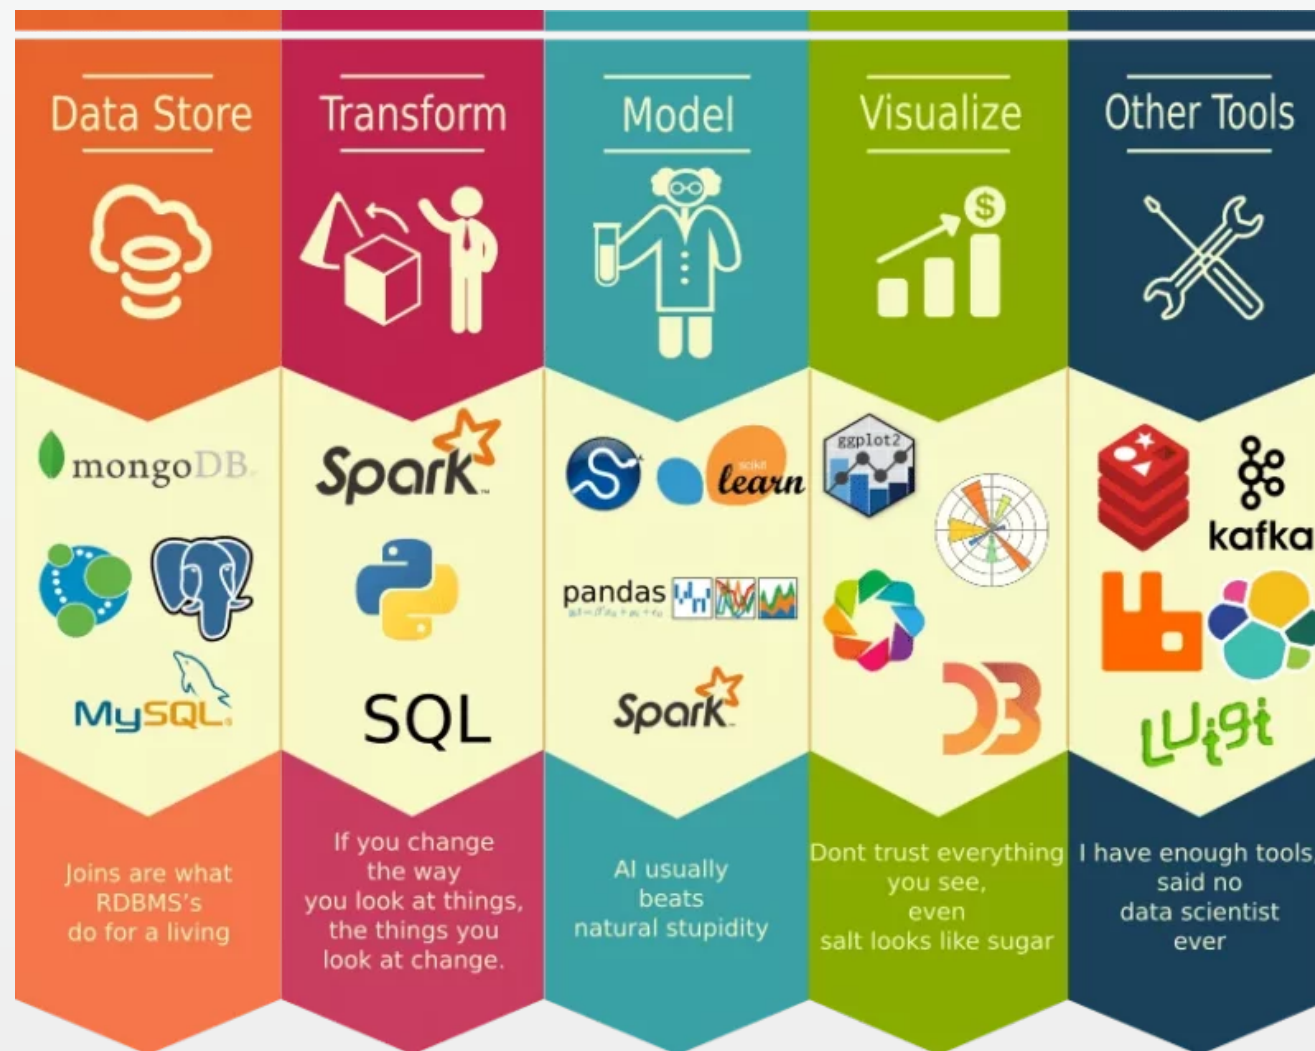 Data Store
Transform
Model
Visualize
Other Tools
$
mongoDB
MySQL
Spark
SQL
scikit
learn
pandas
Spark
ggplot2
D3
kafka
Luigi
Joins are what
RDBMS's
do for a living
If you change
the way
you look at things,
the things you
look at change.
AI usually
beats
natural stupidity
Dont trust everything
you see,
even
salt looks like sugar
I have enough tools
said no
data scientist
ever